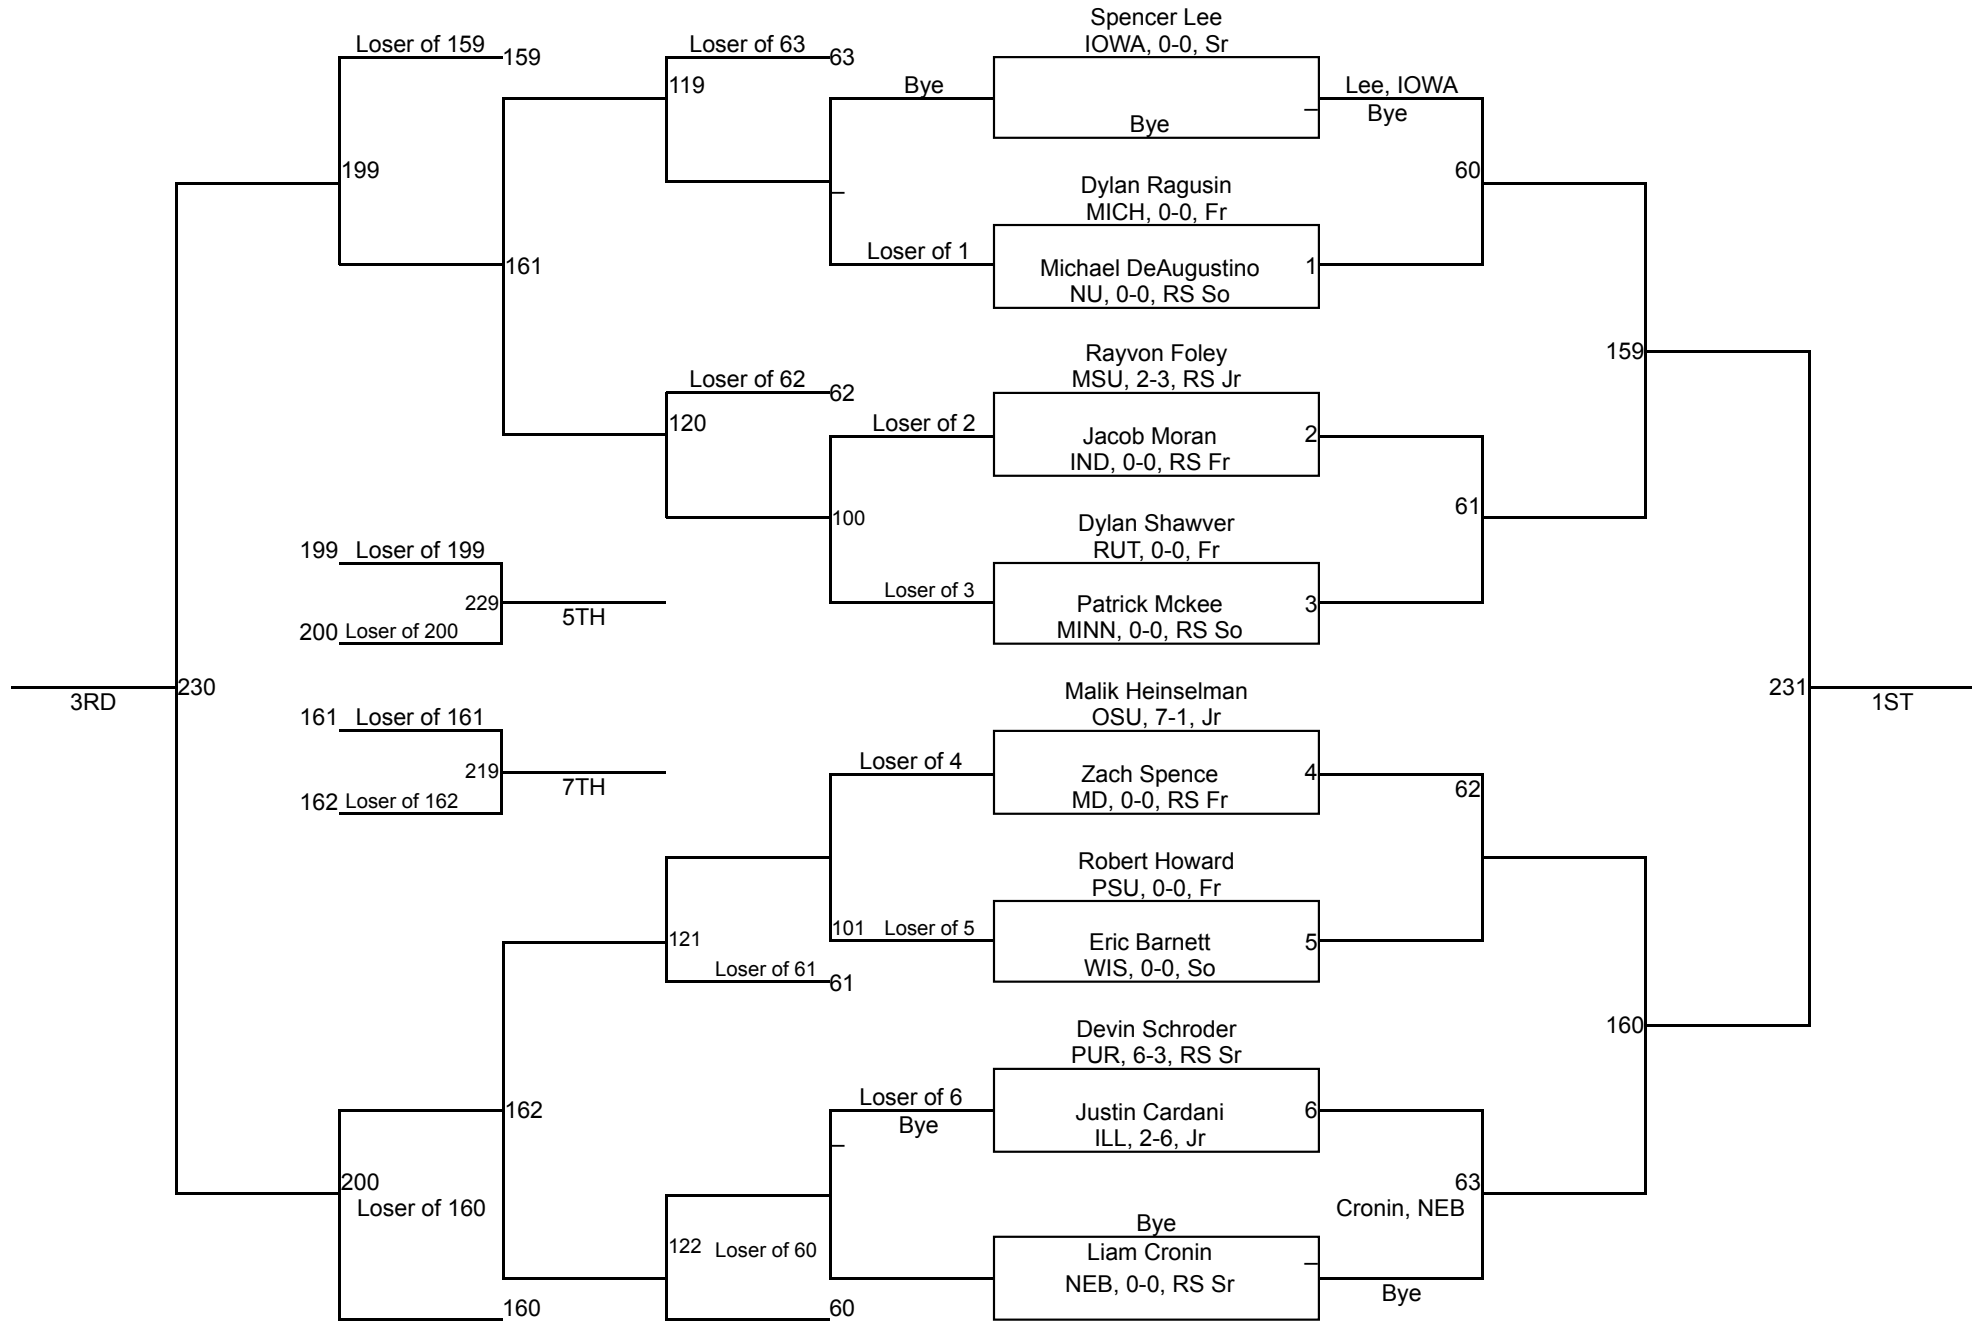 Spencer Lee
Loser of 159
159
Loser of 63
63
IOWA, 0-0, Sr
119
Bye
Lee, IOWA
Bye
Bye
199
60
Dylan Ragusin
MICH, 0-0, Fr
161
Loser of 1
Michael DeAugustino
1
NU, 0-0, RS So
Rayvon Foley
159
Loser of 62
62
MSU, 2-3, RS Jr
120
Loser of 2
Jacob Moran
2
IND, 0-0, RS Fr
61
100
Dylan Shawver
199
Loser of 199
RUT, 0-0, Fr
229
5TH
Loser of 3
Patrick Mckee
3
200
Loser of 200
MINN, 0-0, RS So
3RD
230
Malik Heinselman
231
1ST
161
Loser of 161
OSU, 7-1, Jr
219
7TH
Loser of 4
Zach Spence
4
62
162
Loser of 162
MD, 0-0, RS Fr
Robert Howard
PSU, 0-0, Fr
121
101
Loser of 5
Eric Barnett
5
Loser of 61
61
WIS, 0-0, So
Devin Schroder
160
PUR, 6-3, RS Sr
162
Loser of 6
Bye
Justin Cardani
6
ILL, 2-6, Jr
200
63
Loser of 160
Cronin, NEB
122
Loser of 60
Bye
Liam Cronin
NEB, 0-0, RS Sr
Bye
160
60